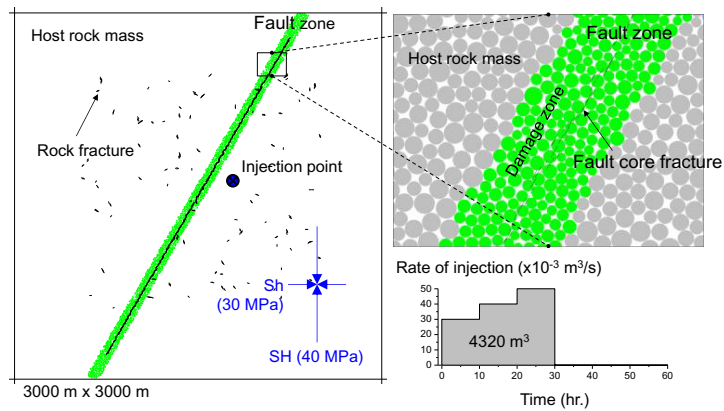 Host rock mass
Fault zone
Rock fracture
Injection point
Sh
(30 MPa)
SH (40 MPa)
3000 m x 3000 m
Fault zone
Host rock mass
Damage zone
Fault core fracture
Rate of injection (x10⁻³ m³/s)
50
40
30
20
10
0
4320 m³
0 10 20 30 40 50 60
Time (hr.)